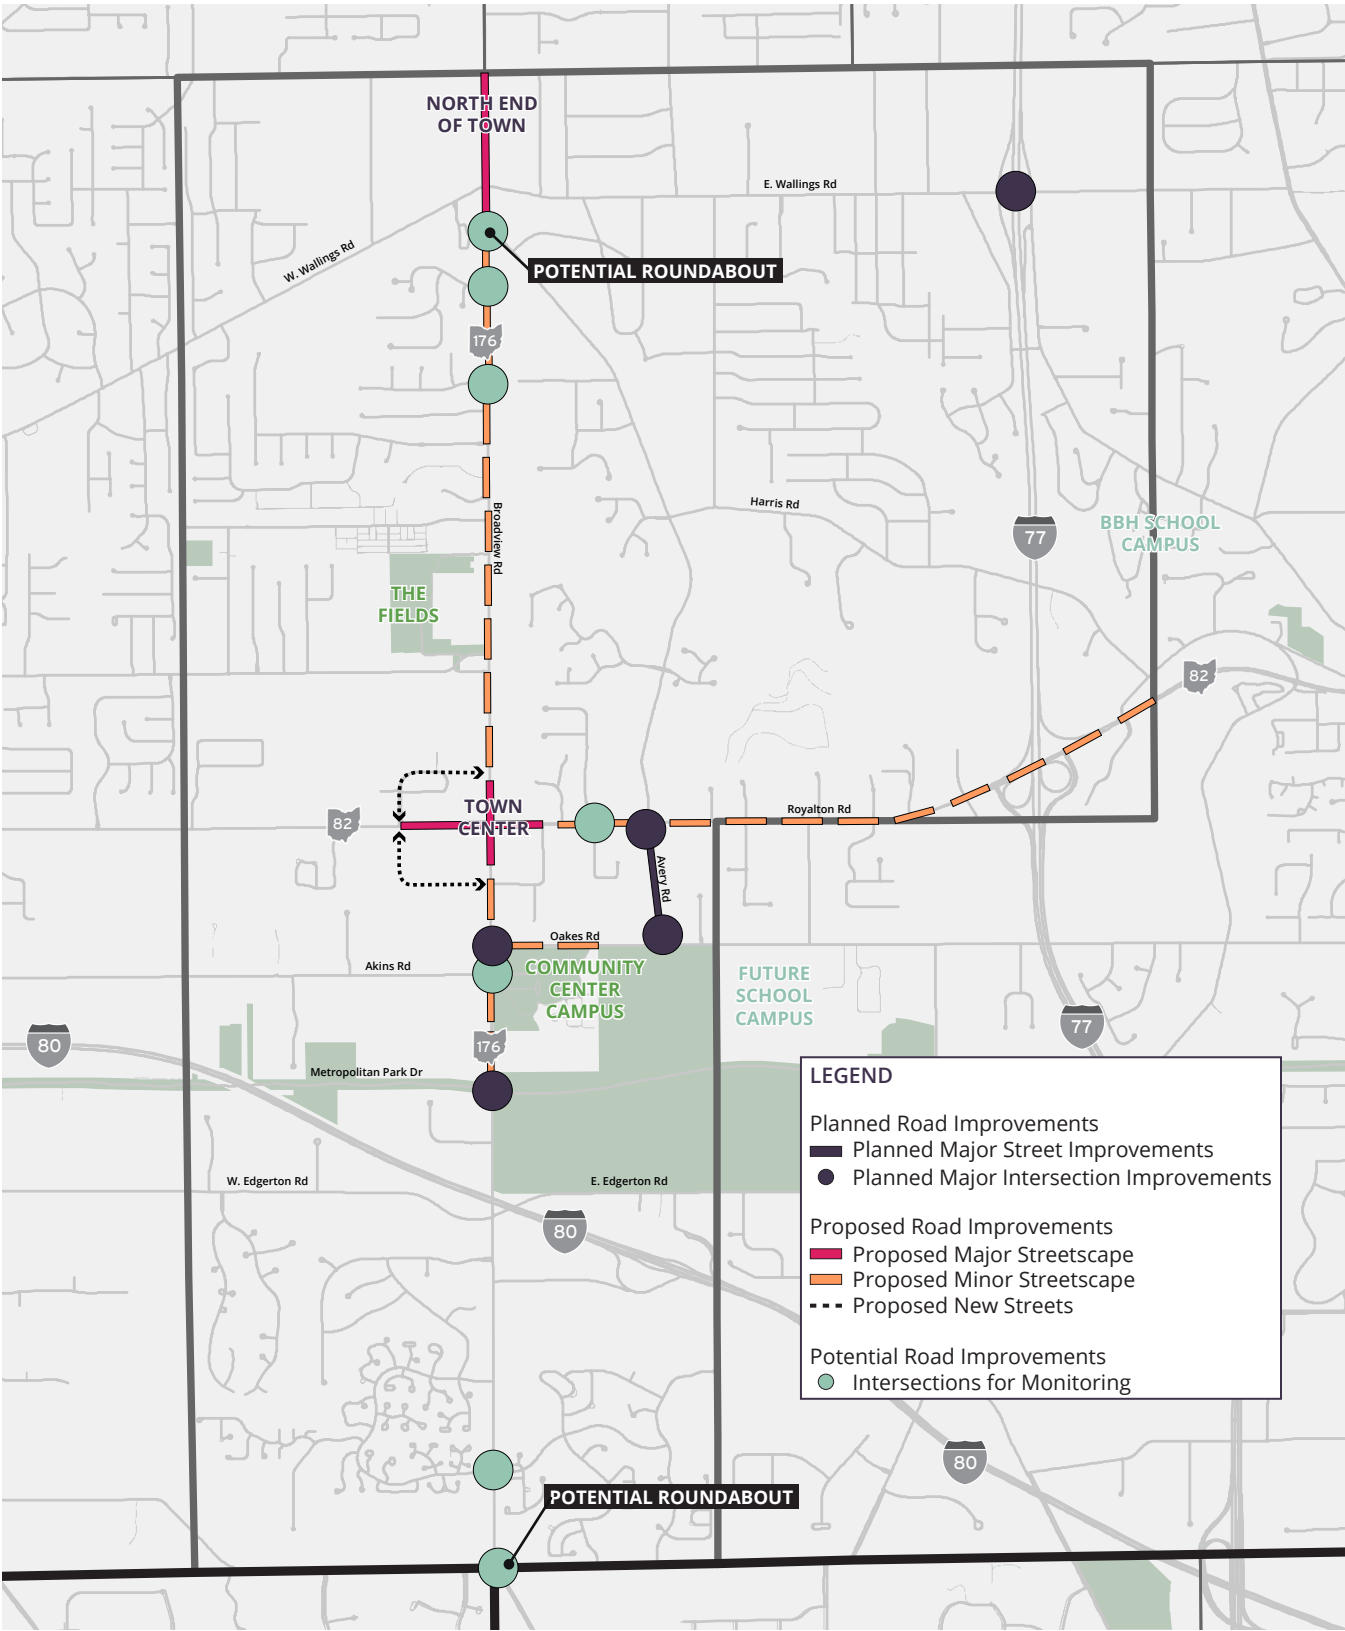 NORTH END
OF TOWN
E. Wallings Rd
W. Wallings Rd
POTENTIAL ROUNDABOUT
176
Broadview Rd
Harris Rd
77
BBH SCHOOL
CAMPUS
THE
FIELDS
82
TOWN
CENTER
82
Royalton Rd
Avery Rd
Oakes Rd
Akins Rd
COMMUNITY
CENTER
CAMPUS
FUTURE
SCHOOL
CAMPUS
77
80
176
Metropolitan Park Dr
W. Edgerton Rd
E. Edgerton Rd
80
LEGEND
Planned Road Improvements
Planned Major Street Improvements
Planned Major Intersection Improvements
Proposed Road Improvements
Proposed Major Streetscape
Proposed Minor Streetscape
Proposed New Streets
Potential Road Improvements
Intersections for Monitoring
80
POTENTIAL ROUNDABOUT